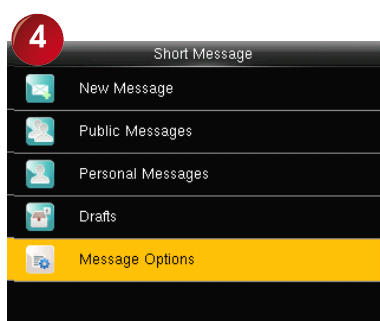 4
Short Message
New Message
Public Messages
Personal Messages
Drafts
Message Options